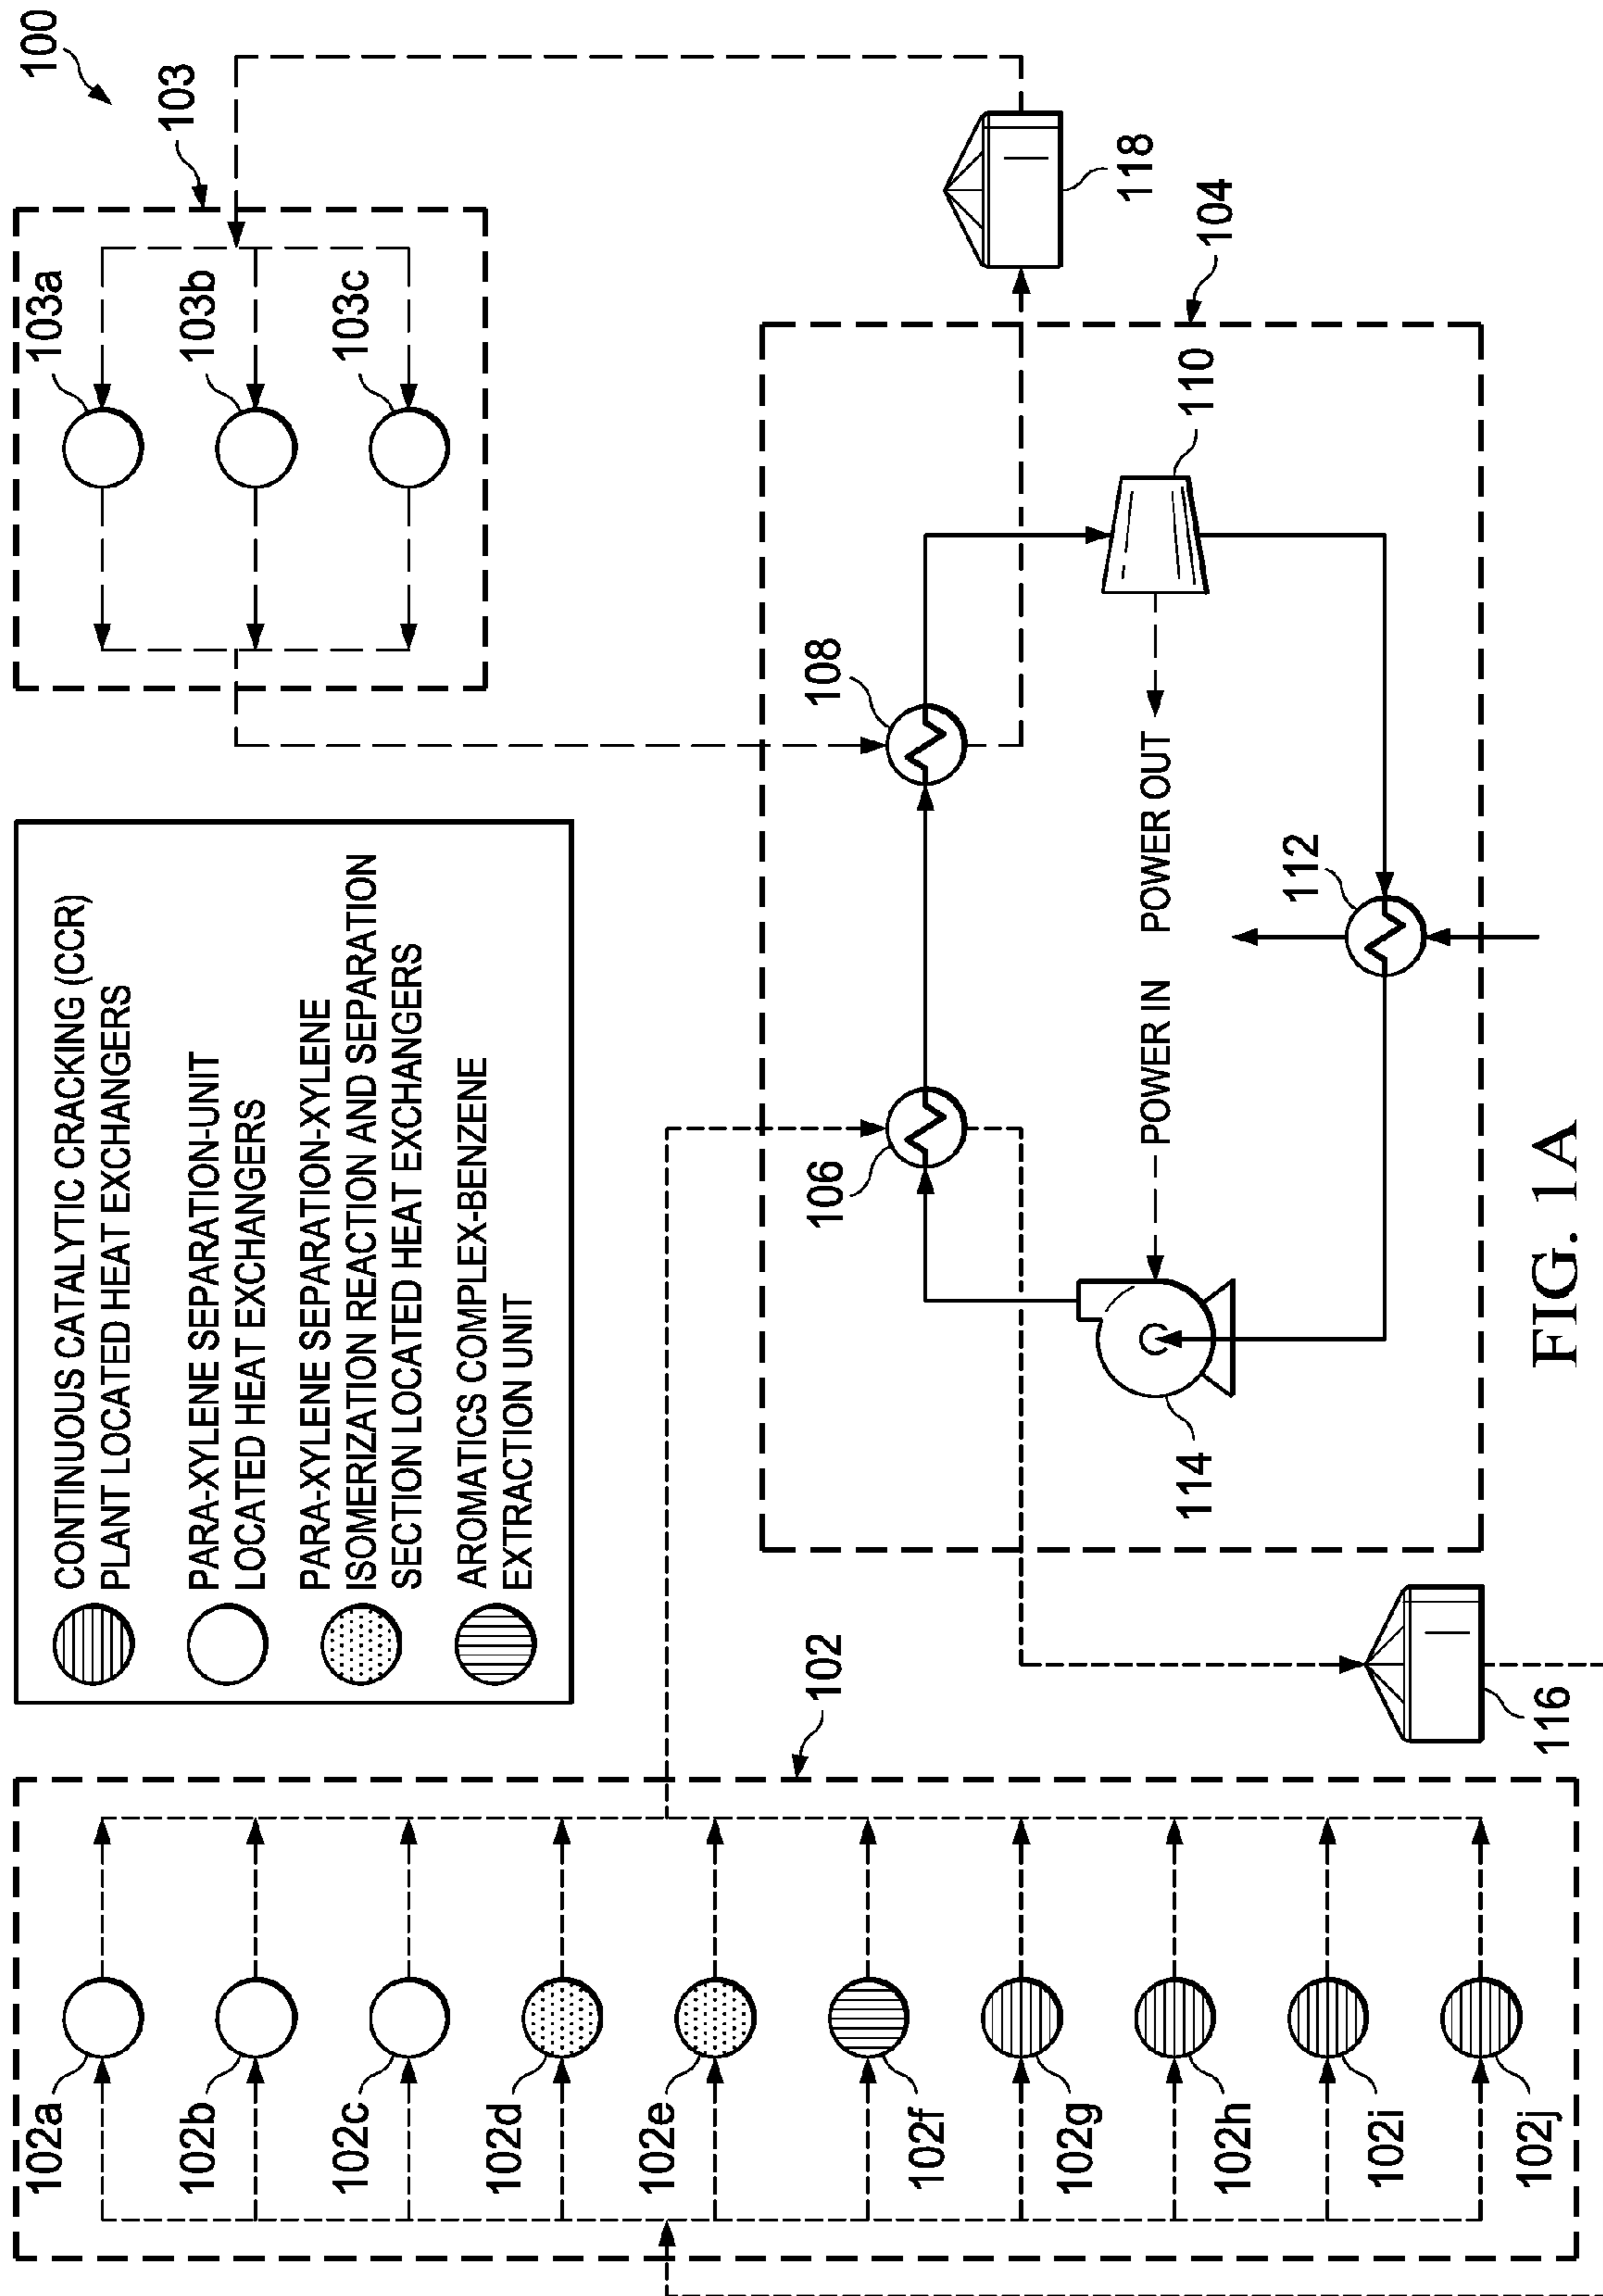 100
103
103a
103b
103c
118
104
CONTINUOUS CATALYTIC CRACKING (CCR)
PLANT LOCATED HEAT EXCHANGERS
PARA-XYLENE SEPARATION-UNIT
LOCATED HEAT EXCHANGERS
PARA-XYLENE SEPARATION-XYLENE
ISOMERIZATION REACTION AND SEPARATION
SECTION LOCATED HEAT EXCHANGERS
AROMATICS COMPLEX-BENZENE
EXTRACTION UNIT
102
102a
102b
102c
102d
102e
102f
102g
102h
102i
102j
106
108
110
POWER IN
POWER OUT
112
114
116
FIG. 1A